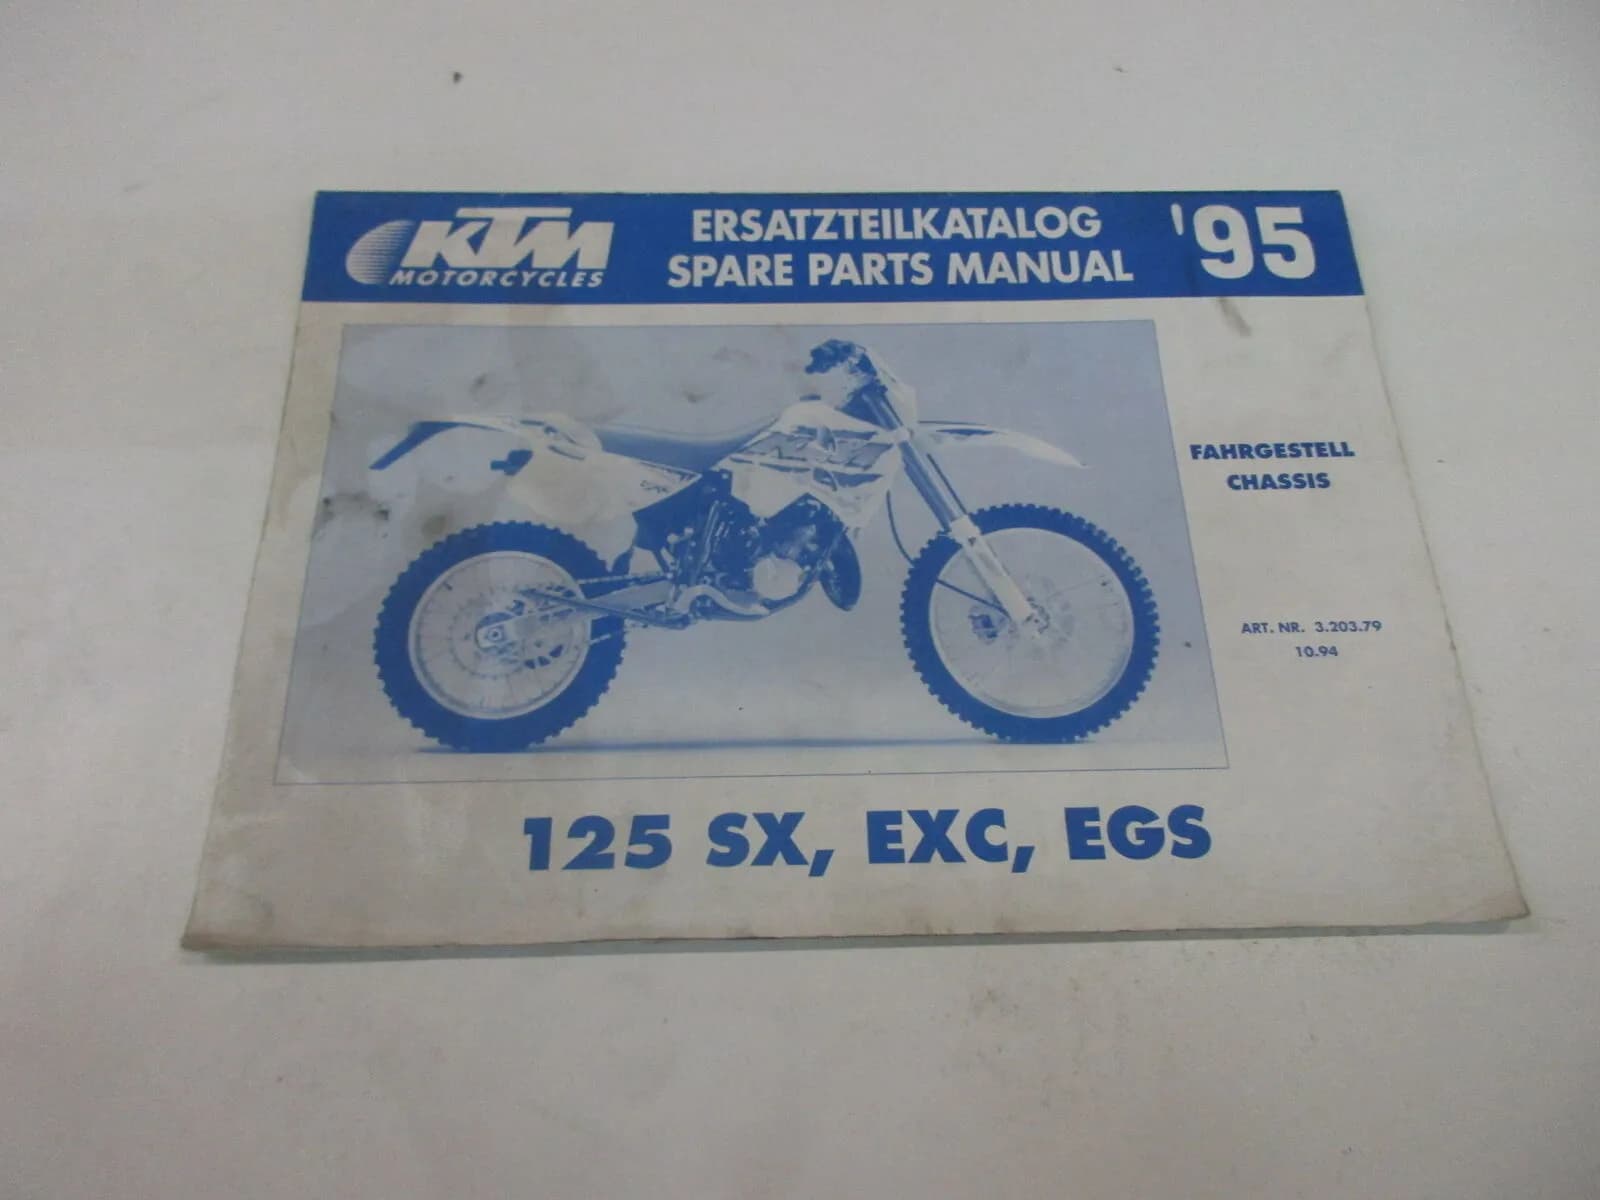 KTM
MOTORCYCLES
ERSATZTEILKATALOG
SPARE PARTS MANUAL
'95
FAHRGESTELL
CHASSIS
ART. NR. 3.203.79
10.94
125 SX, EXC, EGS